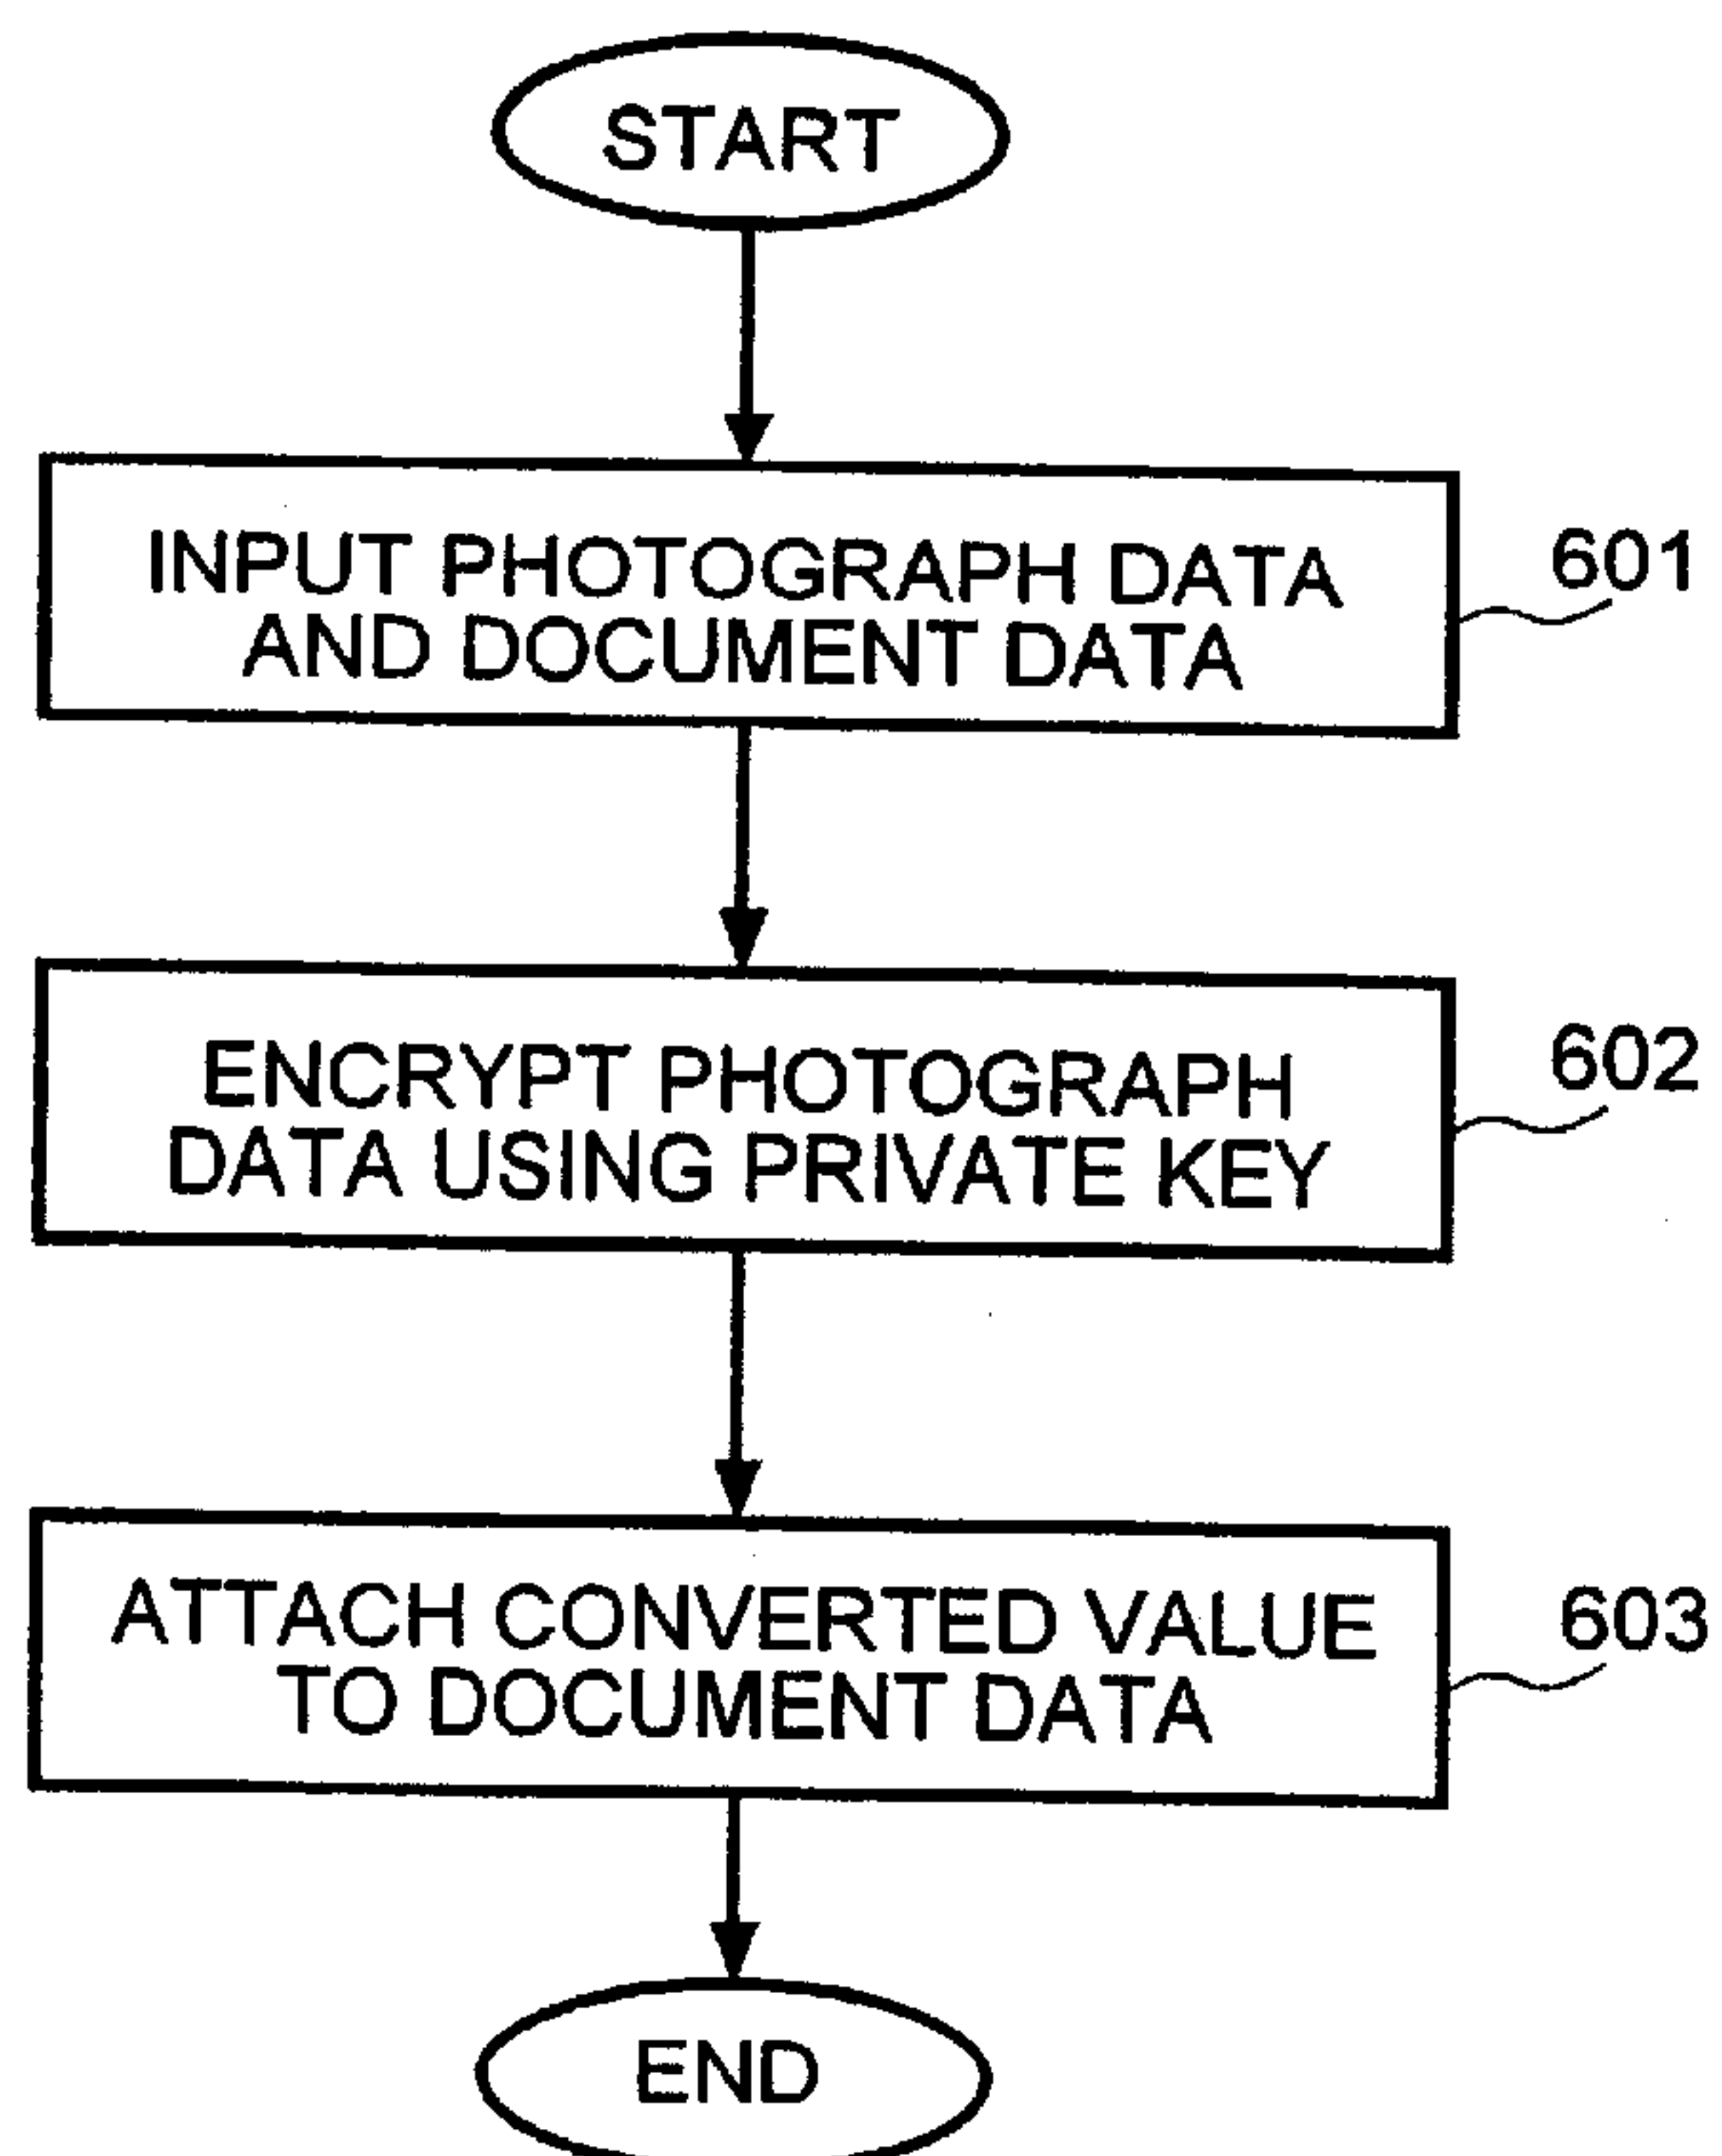 START
INPUT PHOTOGRAPH DATA
AND DOCUMENT DATA
601
ENCRYPT PHOTOGRAPH
DATA USING PRIVATE KEY
602
ATTACH CONVERTED VALUE
TO DOCUMENT DATA
603
END